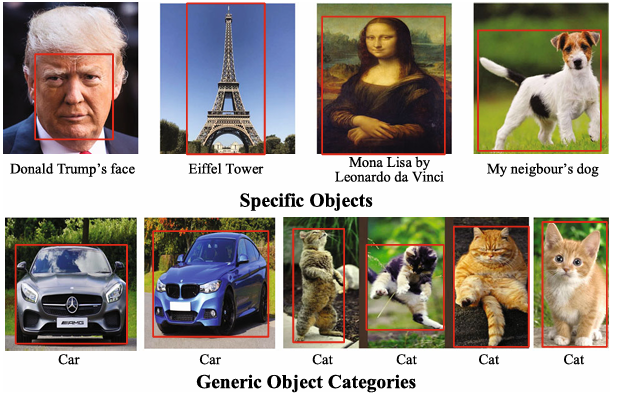 Donald Trump's face
Eiffel Tower
Mona Lisa by
Leonardo da Vinci
My neigbour's dog
Specific Objects
AMG
Car
Car
Cat
Cat
Cat
Cat
Generic Object Categories